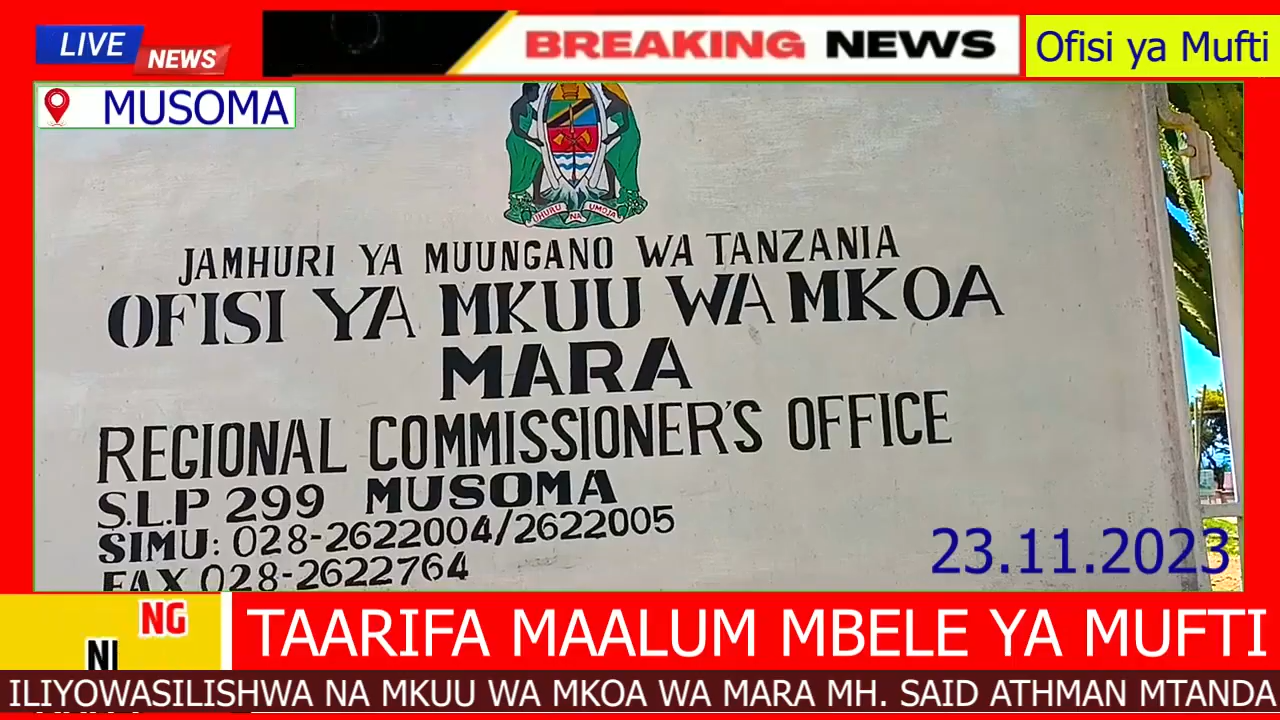 LIVE
NEWS
BREAKING NEWS
Ofisi ya Mufti
MUSOMA
UHURU NA UMOJA
JAMHURI YA MUUNGANO WA TANZANIA
OFISI YA MKUU WA MKOA
MARA
REGIONAL COMMISSIONER'S OFFICE
S.L.P 299 MUSOMA
SIMU: 028-2622004/2622005
FAX 028-2622764
23.11.2023
NG
NI
TAARIFA MAALUM MBELE YA MUFTI
ILIYOWASILISHWA NA MKUU WA MKOA WA MARA MH. SAID ATHMAN MTANDA